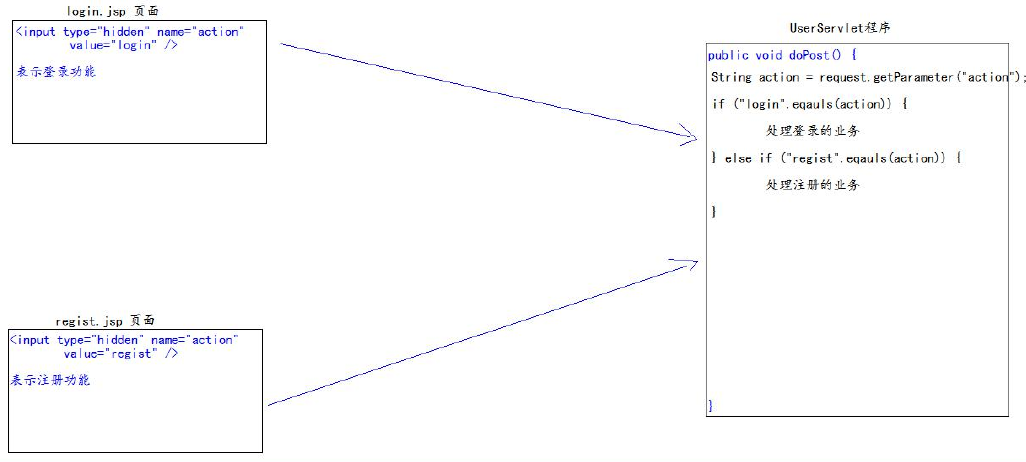 login.jsp 页面
<input type="hidden" name="action"
value="login" />
表示登录功能
UserServlet程序
public void doPost() {
String action = request.getParameter("action");
if ("login".eqauls(action)) {
处理登录的业务
} else if ("regist".eqauls(action)) {
处理注册的业务
}
}
regist.jsp 页面
<input type="hidden" name="action"
value="regist" />
表示注册功能